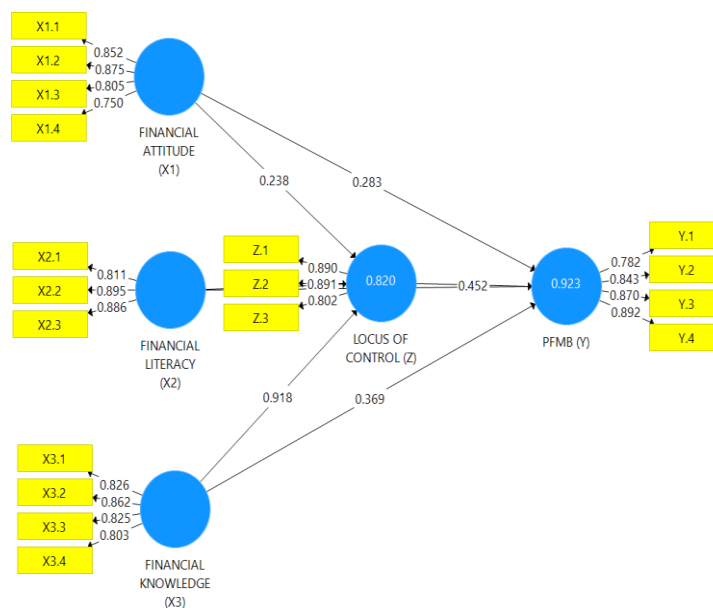 X1.1
X1.2
X1.3
X1.4
0.852
0.875
0.805
0.750
FINANCIAL
ATTITUDE
(X1)
0.238
0.283
X2.1
X2.2
X2.3
0.811
0.895
0.886
FINANCIAL
LITERACY
(X2)
Z.1
Z.2
Z.3
0.890
0.891
0.802
0.820
LOCUS OF
CONTROL (Z)
0.452
0.923
PFMB (Y)
0.782
0.843
0.870
0.892
Y.1
Y.2
Y.3
Y.4
0.918
0.369
X3.1
X3.2
X3.3
X3.4
0.826
0.862
0.825
0.803
FINANCIAL
KNOWLEDGE
(X3)